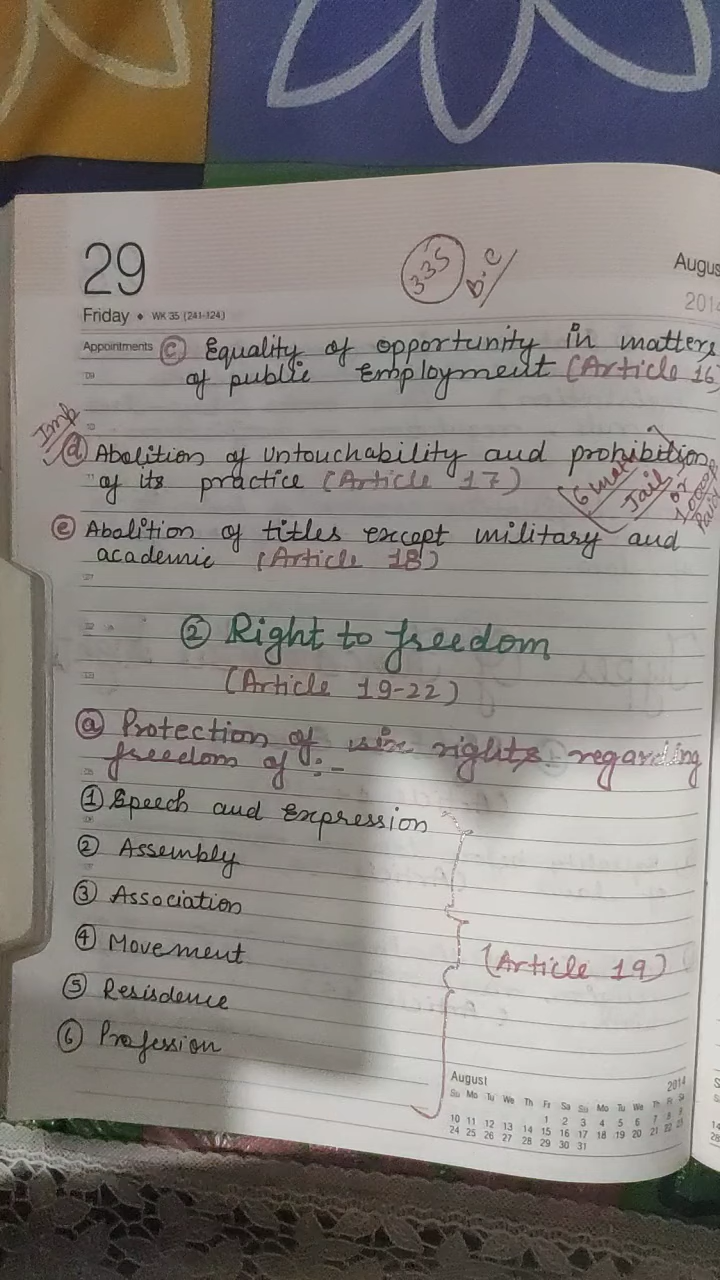 29
335 B.C
Augus
2014
Friday ♦ WK 35 (241-124)
Appointments (c) Equality of opportunity in matters
of public Employment (Article 16)
Imp
(d) Abolition of Untouchability and prohibition
of its practice (Article 17)
Jail
or
(e) Abolition of titles except military and
academic (Article 18)
② Right to freedom
(Article 19-22)
(a) Protection of six rights regarding
freedom of :-
① Speech and Expression
② Assembly
③ Association
④ Movement
(Article 19)
⑤ Resisdence
⑥ Profession
August 2014
Su Mo Tu We Th Fr Sa Su Mo Tu We Th Fr Sa
1 2 3 4 5 6 7 8 9
10 11 12 13 14 15 16 17 18 19 20 21 22 23
24 25 26 27 28 29 30 31